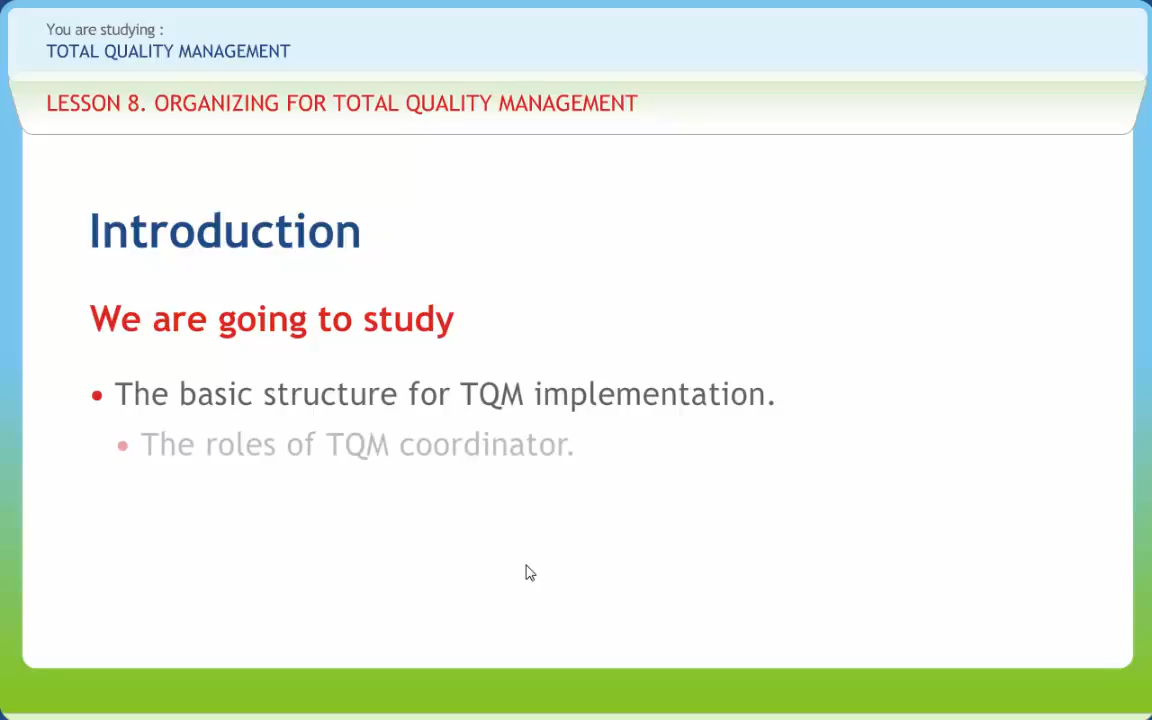 You are studying :
TOTAL QUALITY MANAGEMENT
LESSON 8. ORGANIZING FOR TOTAL QUALITY MANAGEMENT
Introduction
We are going to study
• The basic structure for TQM implementation.
• The roles of TQM coordinator.